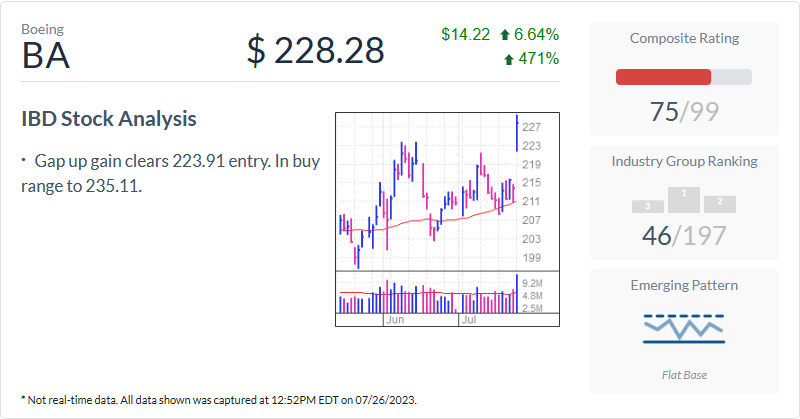 Boeing
BA
$ 228.28
$14.22 6.64%
471%
IBD Stock Analysis
• Gap up gain clears 223.91 entry. In buy
range to 235.11.
227
223
219
215
211
207
203
199
9.2M
4.8M
2.5M
Jun Jul
Composite Rating
75/99
Industry Group Ranking
3 1 2
46/197
Emerging Pattern
Flat Base
* Not real-time data. All data shown was captured at 12:52PM EDT on 07/26/2023.